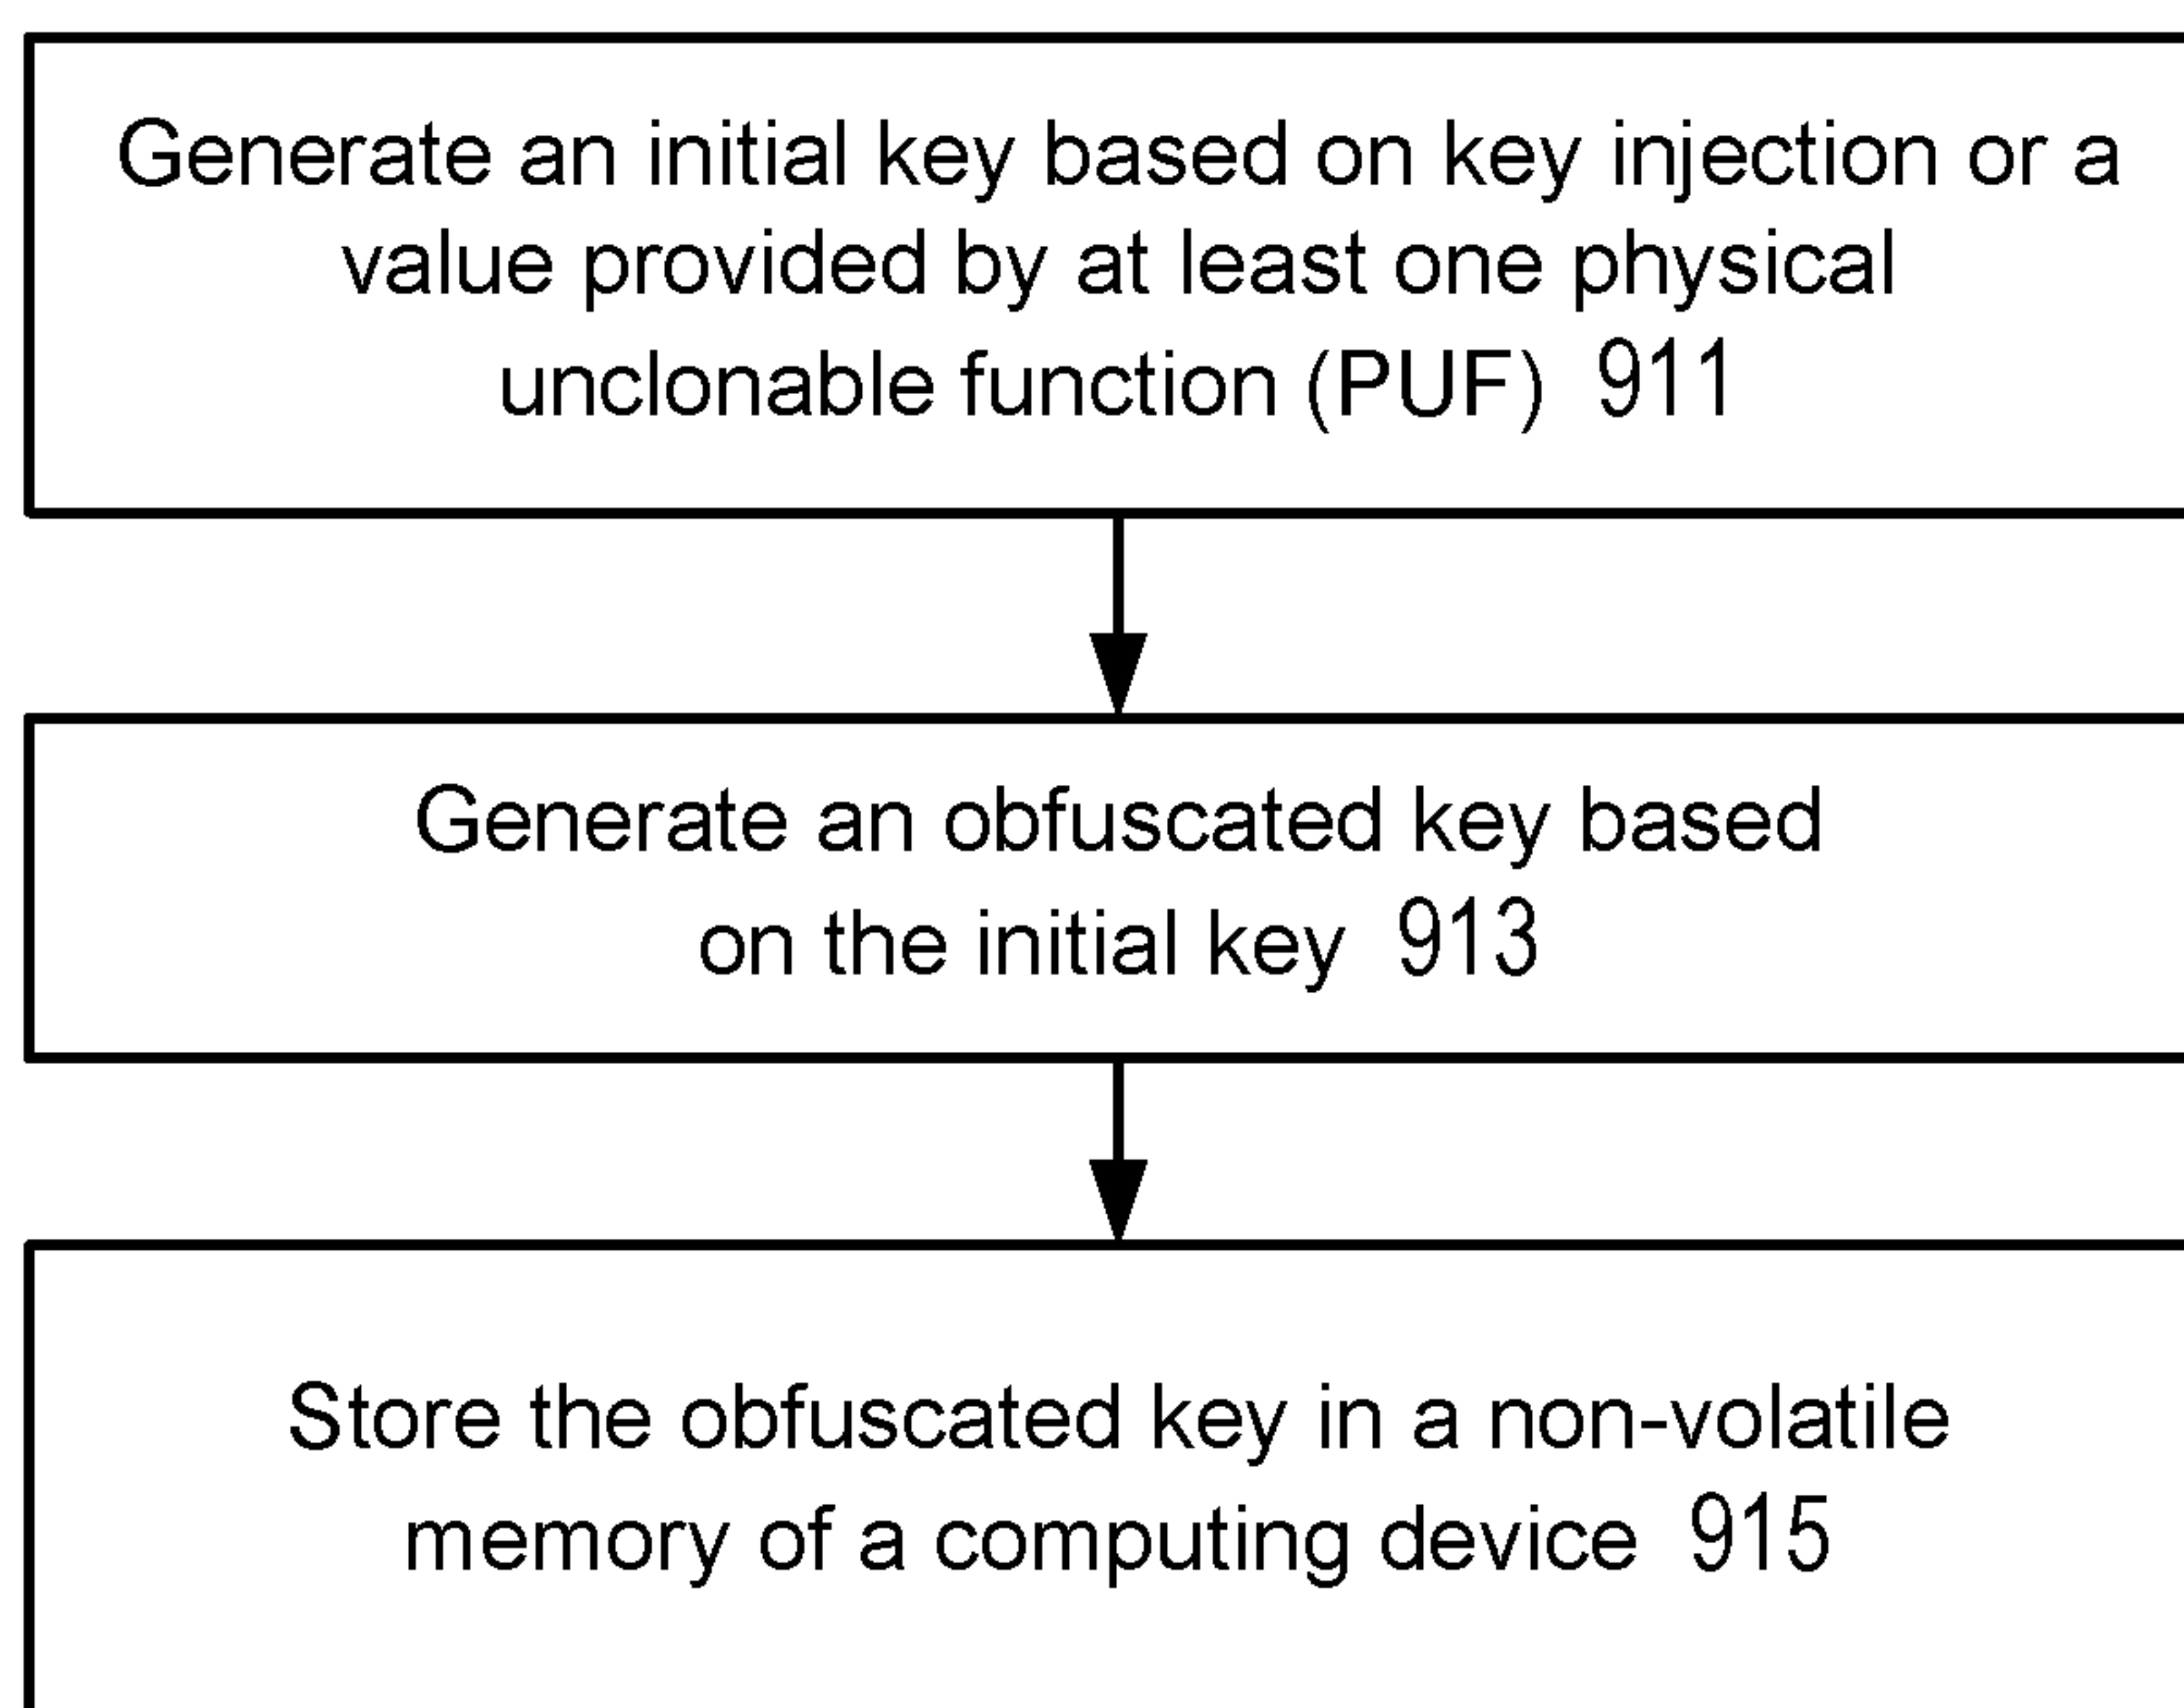 Generate an initial key based on key injection or a
value provided by at least one physical
unclonable function (PUF) 911
Generate an obfuscated key based
on the initial key 913
Store the obfuscated key in a non-volatile
memory of a computing device 915